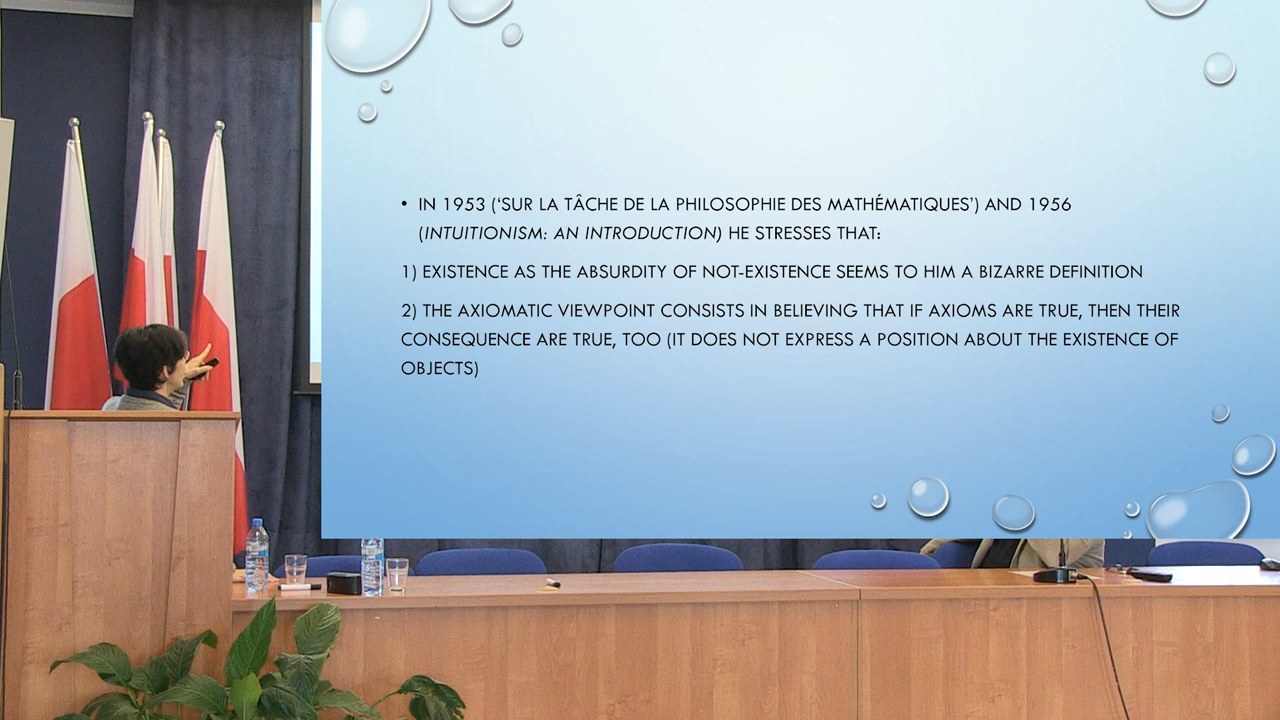 • IN 1953 (‘SUR LA TÂCHE DE LA PHILOSOPHIE DES MATHÉMATIQUES’) AND 1956
(INTUITIONISM: AN INTRODUCTION) HE STRESSES THAT:
1) EXISTENCE AS THE ABSURDITY OF NOT-EXISTENCE SEEMS TO HIM A BIZARRE DEFINITION
2) THE AXIOMATIC VIEWPOINT CONSISTS IN BELIEVING THAT IF AXIOMS ARE TRUE, THEN THEIR
CONSEQUENCE ARE TRUE, TOO (IT DOES NOT EXPRESS A POSITION ABOUT THE EXISTENCE OF
OBJECTS)